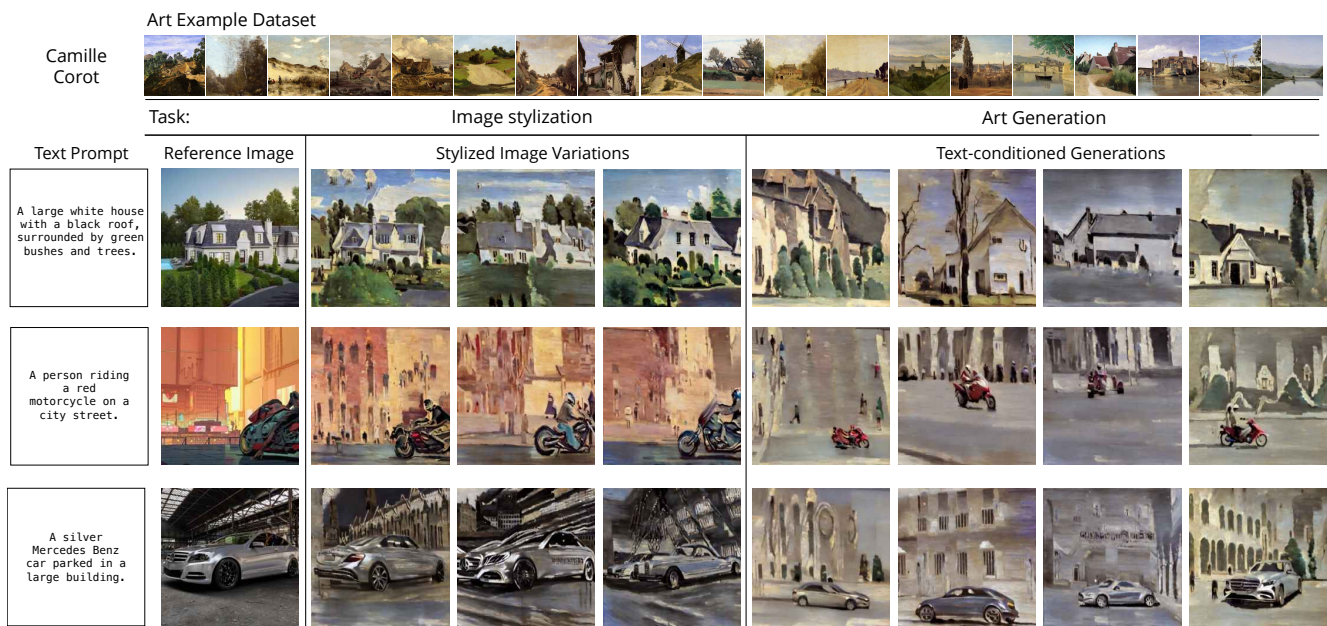 Art Example Dataset
Camille
Corot
Task:
Image stylization
Art Generation
Text Prompt
Reference Image
Stylized Image Variations
Text-conditioned Generations
A large white house
with a black roof,
surrounded by green
bushes and trees.
A person riding
a red
motorcycle on a
city street.
A silver
Mercedes Benz
car parked in a
large building.